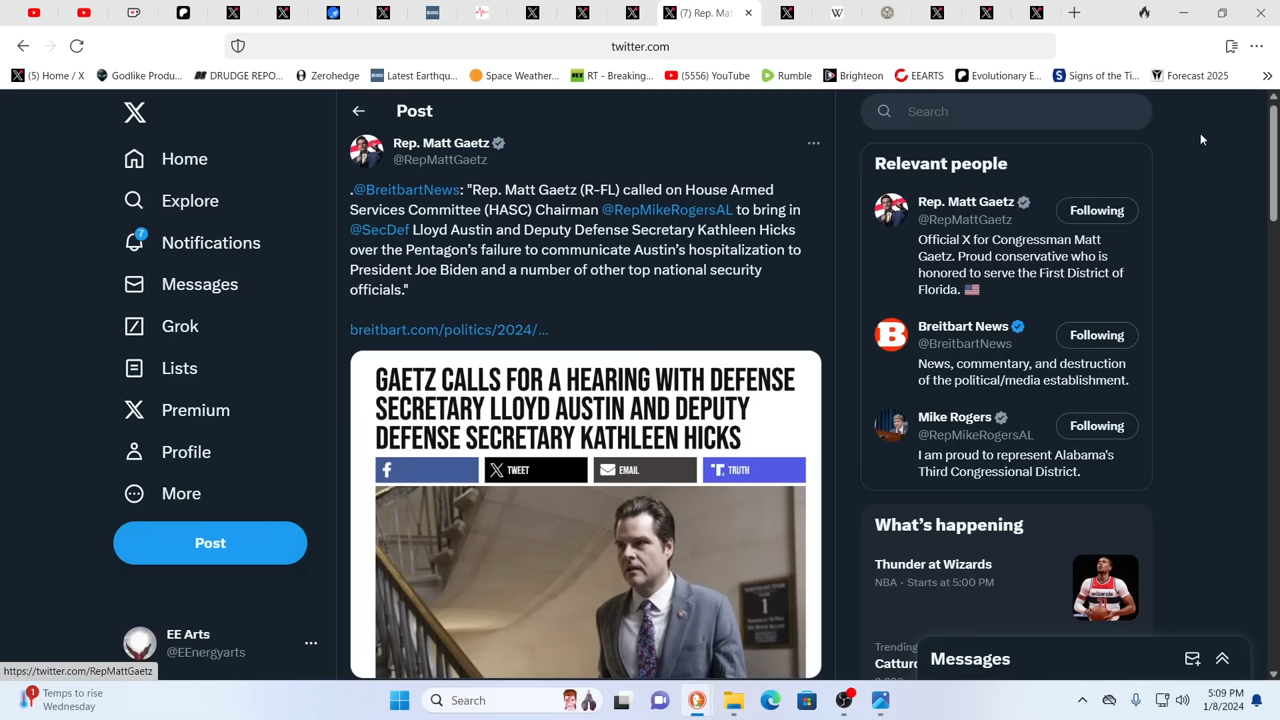 (7) Rep. Mat
twitter.com
(5) Home / X
Godlike Produ...
DRUDGE REPO...
Zerohedge
Latest Earthqu...
Space Weather...
RT - Breaking...
(5556) YouTube
Rumble
Brighteon
EEARTS
Evolutionary E...
Signs of the Ti...
Forecast 2025
Home
Explore
7
Notifications
Messages
Grok
Lists
Premium
Profile
More
Post
EE Arts
@EEnergyarts
https://twitter.com/RepMattGaetz
Post
Rep. Matt Gaetz
@RepMattGaetz
.@BreitbartNews: "Rep. Matt Gaetz (R-FL) called on House Armed
Services Committee (HASC) Chairman @RepMikeRogersAL to bring in
@SecDef Lloyd Austin and Deputy Defense Secretary Kathleen Hicks
over the Pentagon's failure to communicate Austin's hospitalization to
President Joe Biden and a number of other top national security
officials."
breitbart.com/politics/2024/...
GAETZ CALLS FOR A HEARING WITH DEFENSE
SECRETARY LLOYD AUSTIN AND DEPUTY
DEFENSE SECRETARY KATHLEEN HICKS
TWEET
EMAIL
TRUTH
1
Search
Relevant people
Rep. Matt Gaetz
Following
@RepMattGaetz
Official X for Congressman Matt
Gaetz. Proud conservative who is
honored to serve the First District of
Florida.
Breitbart News
Following
@BreitbartNews
News, commentary, and destruction
of the political/media establishment.
Mike Rogers
Following
@RepMikeRogersAL
I am proud to represent Alabama's
Third Congressional District.
What's happening
Thunder at Wizards
NBA · Starts at 5:00 PM
Trending
Cattur
Messages
1
Temps to rise
Wednesday
Search
5:09 PM
1/8/2024